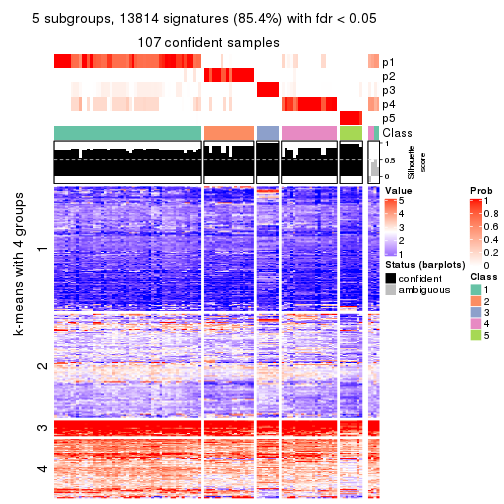 5 subgroups, 13814 signatures (85.4%) with fdr < 0.05
107 confident samples
p1
p2
p3
p4
p5
Class
1
0.5
0
Silhouette
score
k-means with 4 groups
1
2
3
4
Value
5
4
3
2
1
Status (barplots)
confident
ambiguous
Prob
1
0.8
0.6
0.4
0.2
0
Class
1
2
3
4
5